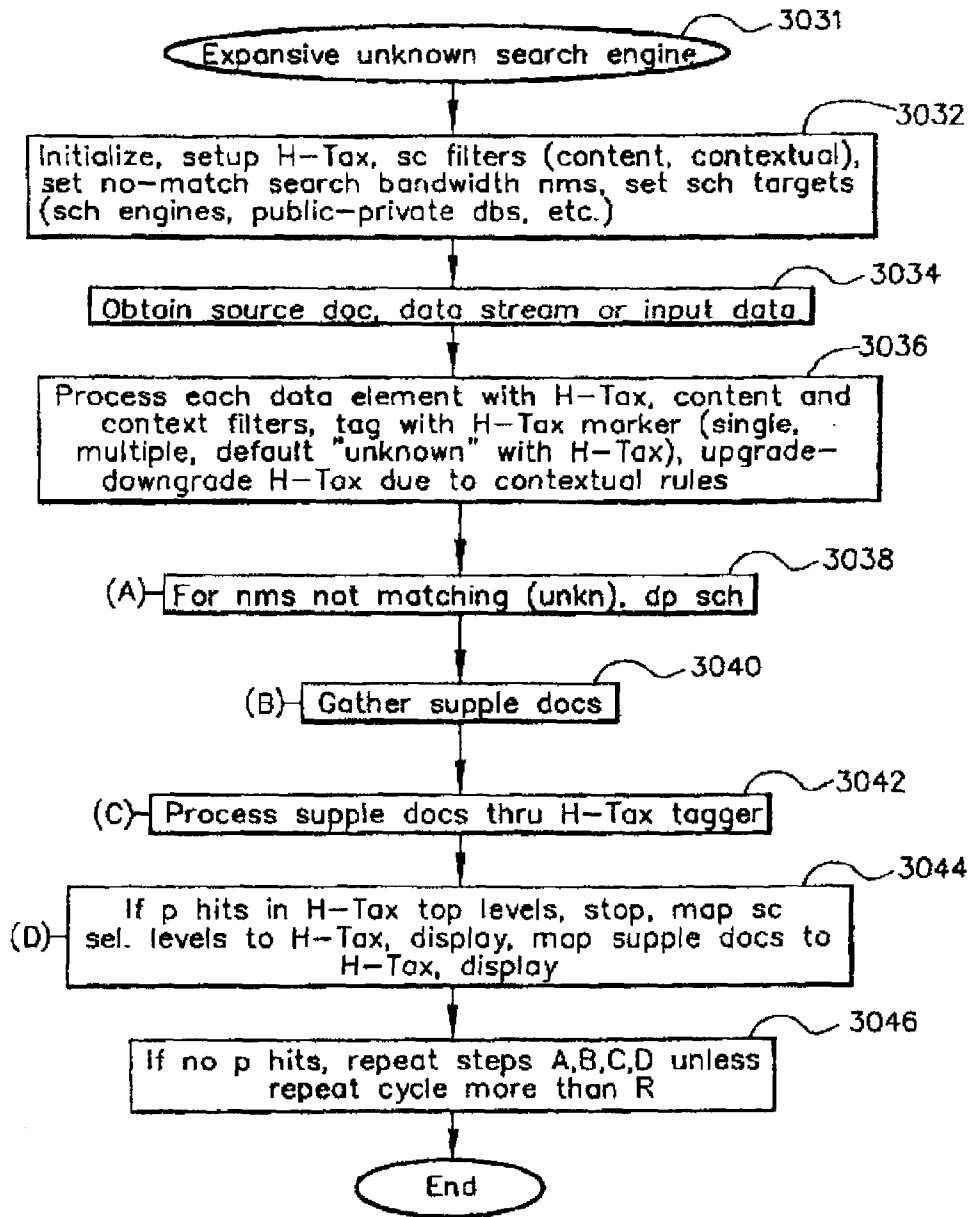 3031
Expansive unknown search engine
3032
Initialize, setup H-Tax, sc filters (content, contextual),
set no-match search bandwidth nms, set sch targets
(sch engines, public-private dbs, etc.)
3034
Obtain source doc, data stream or input data
3036
Process each data element with H-Tax, content and
context filters, tag with H-Tax marker (single,
multiple, default "unknown" with H-Tax), upgrade-
downgrade H-Tax due to contextual rules
3038
(A) For nms not matching (unkn), dp sch
3040
(B) Gather supple docs
3042
(C) Process supple docs thru H-Tax tagger
3044
(D) If p hits in H-Tax top levels, stop, map sc
sel. levels to H-Tax, display, map supple docs to
H-Tax, display
3046
If no p hits, repeat steps A,B,C,D unless
repeat cycle more than R
End